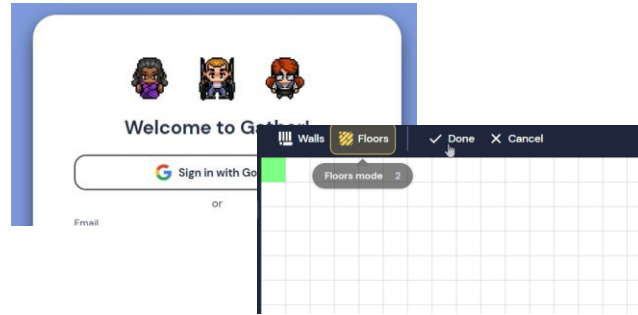 Welcome to Gather!
Sign in with Go
or
Email
Walls Floors Done Cancel
Floors mode 2